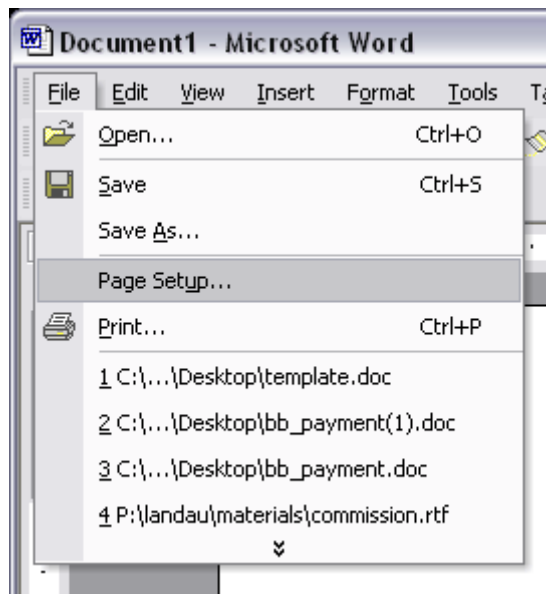 Document1 - Microsoft Word
File Edit View Insert Format Tools
Open... Ctrl+O
Save Ctrl+S
Save As...
Page Setup...
Print... Ctrl+P
1 C:\...\Desktop\template.doc
2 C:\...\Desktop\bb_payment(1).doc
3 C:\...\Desktop\bb_payment.doc
4 P:\landau\materials\commission.rtf